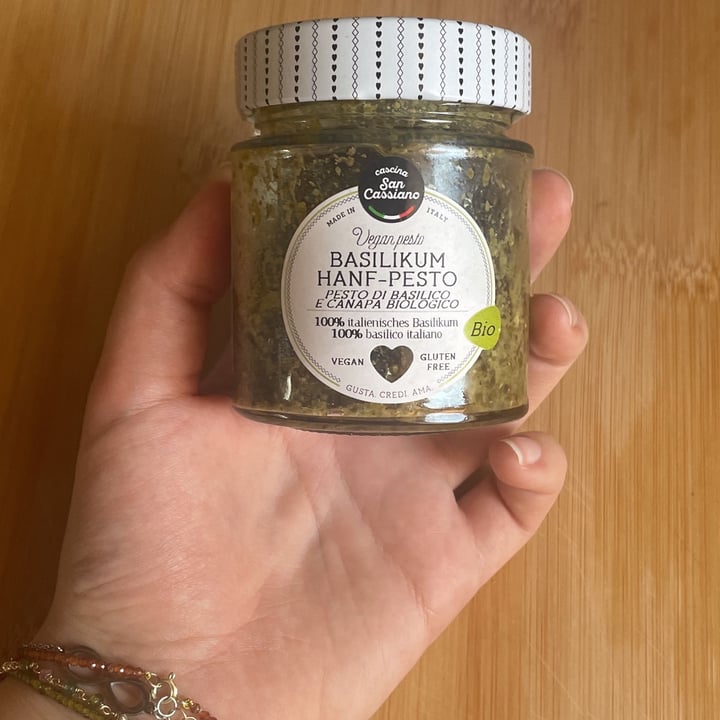 cascina
San
Cassiano
MADE IN ITALY
Vegan pesto
BASILIKUM
HANF-PESTO
PESTO DI BASILICO
E CANAPA BIOLOGICO
100% italienisches Basilikum
100% basilico italiano
Bio
VEGAN
GLUTEN
FREE
GUSTA. CREDI. AMA.